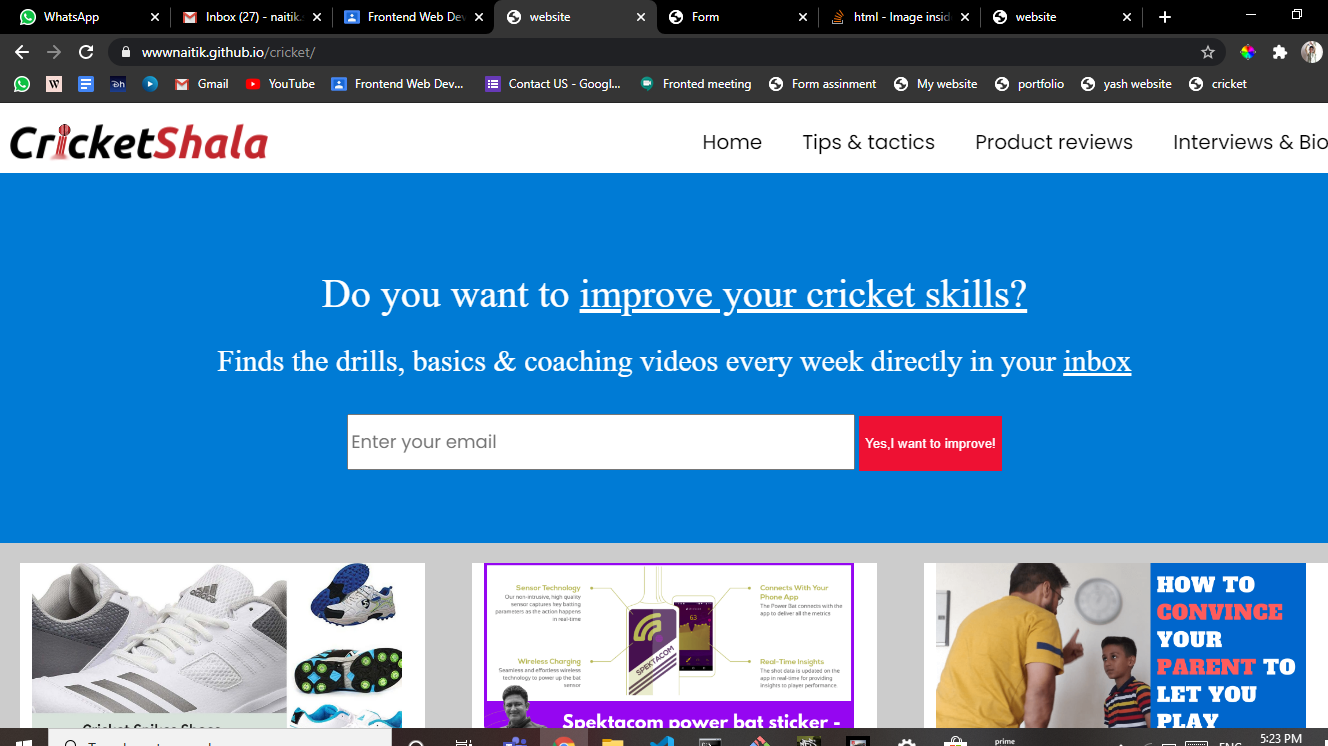 WhatsApp
Inbox (27) - naitik.
Frontend Web Dev
website
Form
html - Image insid
website
wwwnaitik.github.io/cricket/
Gmail
YouTube
Frontend Web Dev...
Contact US - Googl...
Fronted meeting
Form assinment
My website
portfolio
yash website
cricket
CricketShala
Home
Tips & tactics
Product reviews
Interviews & Bio
Do you want to improve your cricket skills?
Finds the drills, basics & coaching videos every week directly in your inbox
Enter your email
Yes,I want to improve!
adidas
Cricket Spikes Shoes
Sensor Technology
Our non-intrusive, high quality
sensor captures key batting
parameters as the action happens
in real-time
Wireless Charging
Seamless and effortless wireless
technology to power up the bat
sensor
SPEKTACOM
63
Connects With Your
Phone App
The Power Bat connects with the
app to deliver all the metrics
Real-Time Insights
The shot data is updated on the
app in real-time for providing
insights to player performance.
Spektacom power bat sticker -
HOW TO
CONVINCE
YOUR
PARENT TO
LET YOU
PLAY
prime
ENG
5:23 PM